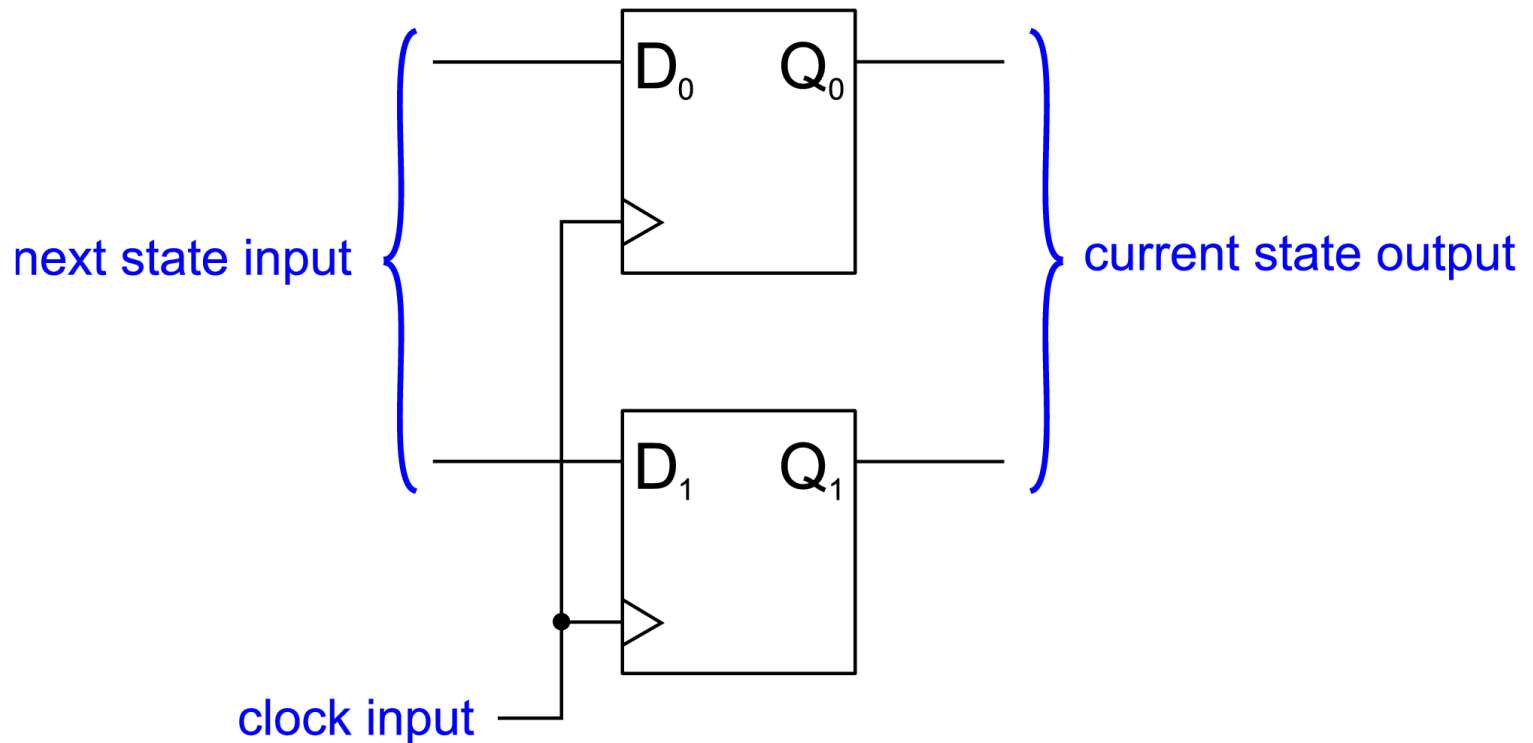 D₀ Q₀
next state input
current state output
D₁ Q₁
clock input